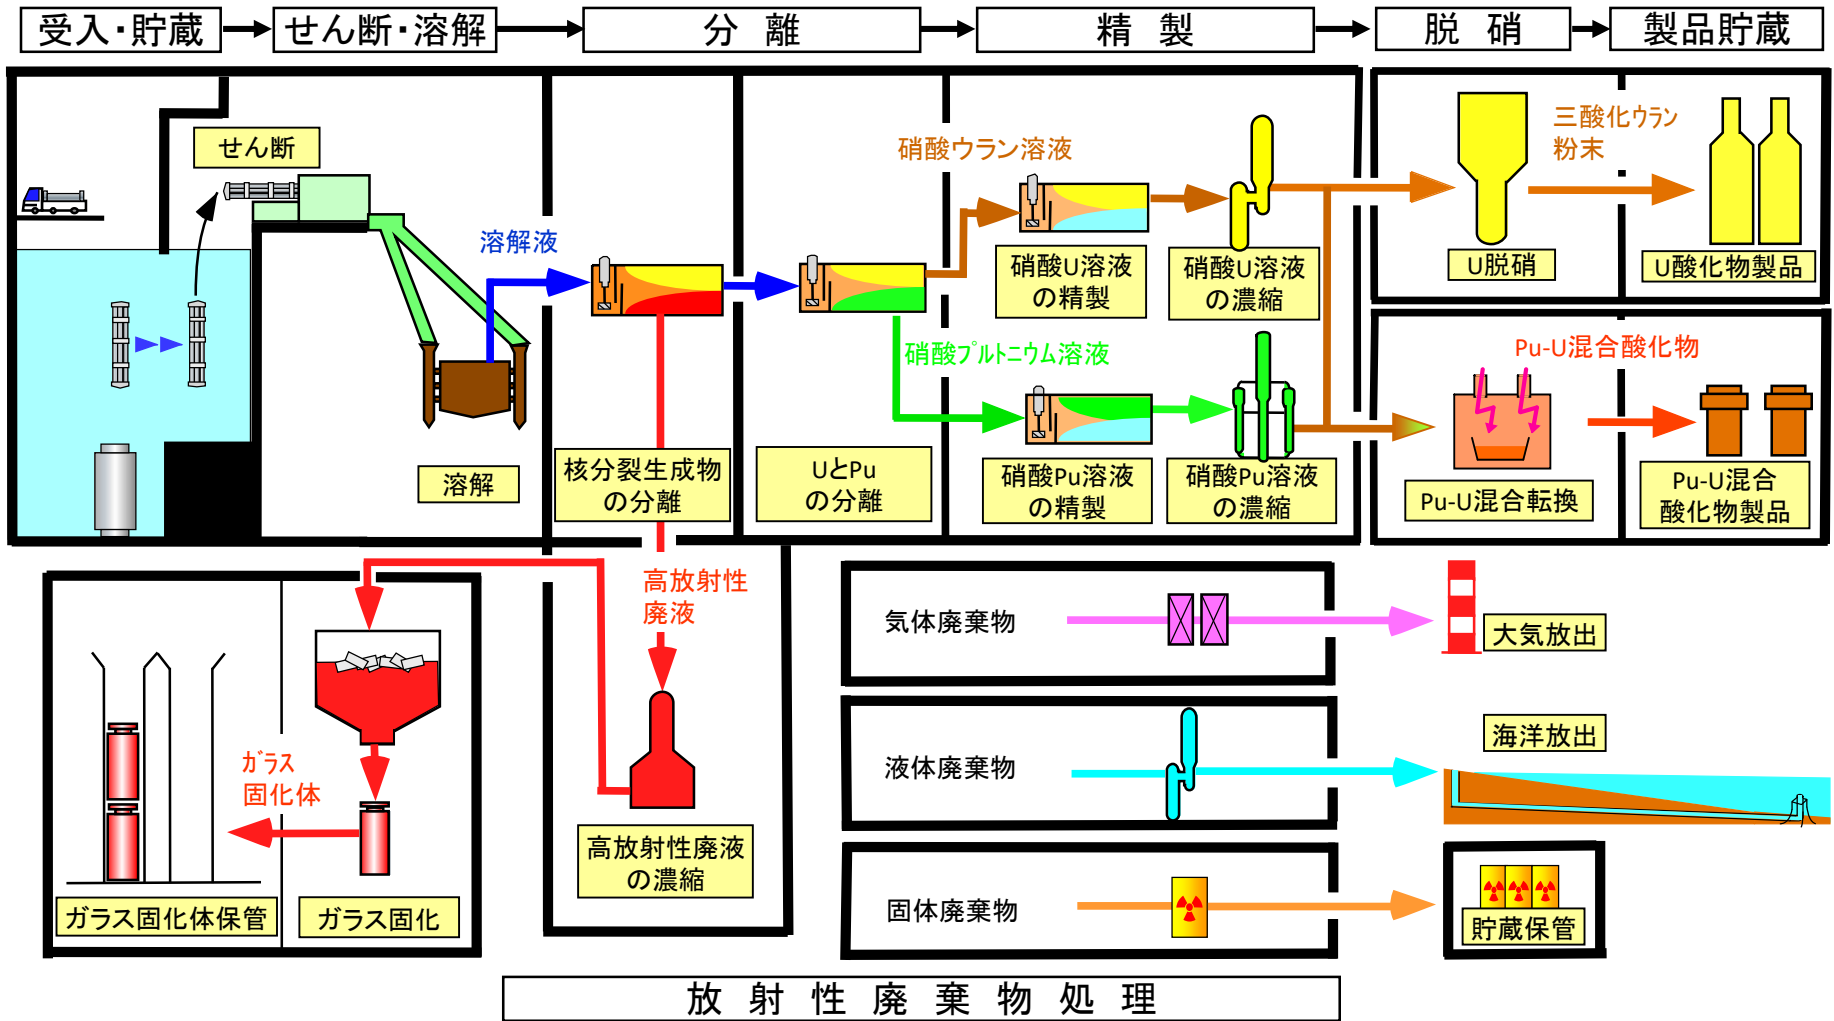 受入・貯蔵
せん断・溶解
分離
精製
脱硝
製品貯蔵
せん断
溶解液
溶解
核分裂生成物
の分離
UとPu
の分離
硝酸ウラン溶液
硝酸U溶液
の精製
硝酸U溶液
の濃縮
硝酸プルトニウム溶液
硝酸Pu溶液
の精製
硝酸Pu溶液
の濃縮
U脱硝
三酸化ウラン
粉末
U酸化物製品
Pu-U混合酸化物
Pu-U混合転換
Pu-U混合
酸化物製品
高放射性
廃液
高放射性廃液
の濃縮
ガラス
固化体
ガラス固化体保管
ガラス固化
気体廃棄物
大気放出
液体廃棄物
海洋放出
固体廃棄物
貯蔵保管
放射性廃棄物処理